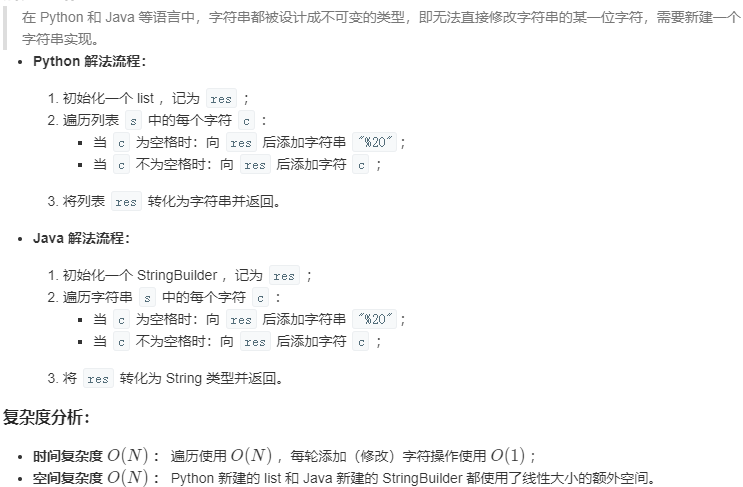 在 Python 和 Java 等语言中，字符串都被设计成不可变的类型，即无法直接修改字符串的某一位字符，需要新建一个
字符串实现。
• Python 解法流程：
1. 初始化一个 list ，记为 res ；
2. 遍历列表 s 中的每个字符 c ：
▪ 当 c 为空格时：向 res 后添加字符串 "%20" ；
▪ 当 c 不为空格时：向 res 后添加字符 c ；
3. 将列表 res 转化为字符串并返回。
• Java 解法流程：
1. 初始化一个 StringBuilder ，记为 res ；
2. 遍历字符串 s 中的每个字符 c ：
▪ 当 c 为空格时：向 res 后添加字符串 "%20" ；
▪ 当 c 不为空格时：向 res 后添加字符 c ；
3. 将 res 转化为 String 类型并返回。
复杂度分析：
• 时间复杂度 O(N) ： 遍历使用 O(N) ，每轮添加（修改）字符操作使用 O(1) ；
• 空间复杂度 O(N) ： Python 新建的 list 和 Java 新建的 StringBuilder 都使用了线性大小的额外空间。